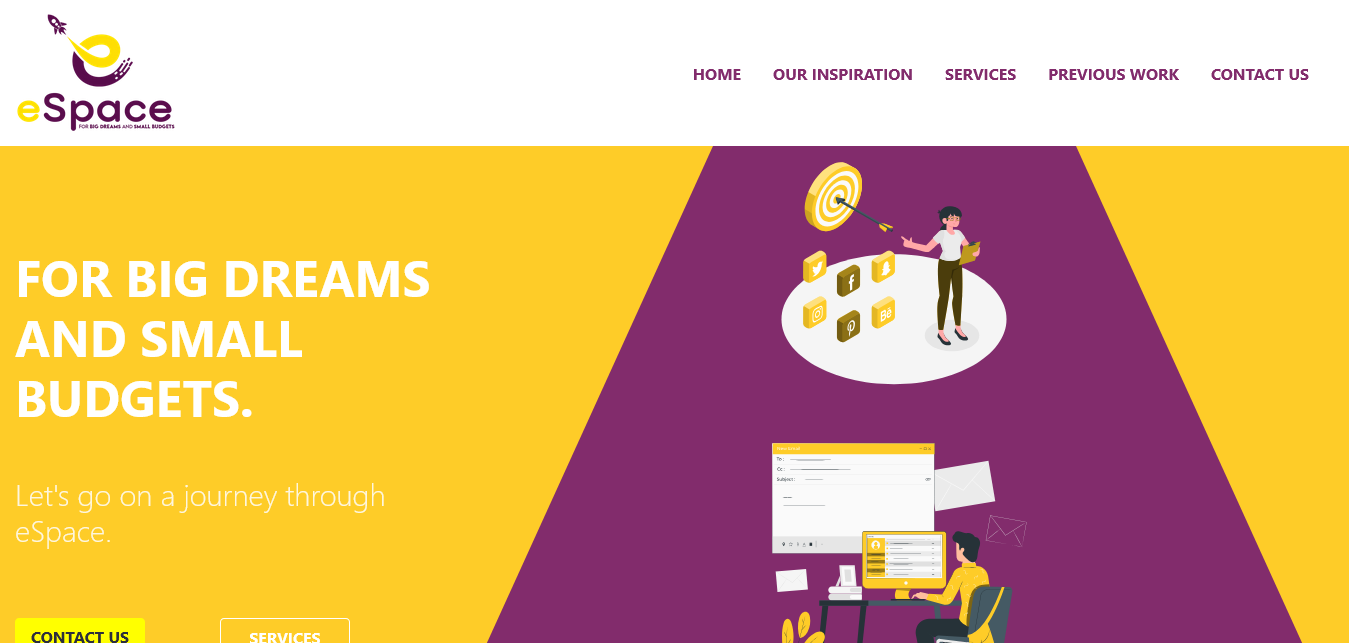 eSpace
FOR BIG DREAMS AND SMALL BUDGETS
HOME OUR INSPIRATION SERVICES PREVIOUS WORK CONTACT US
FOR BIG DREAMS
AND SMALL
BUDGETS.
Let's go on a journey through
eSpace.
CONTACT US SERVICES
To :
Cc :
Subject :